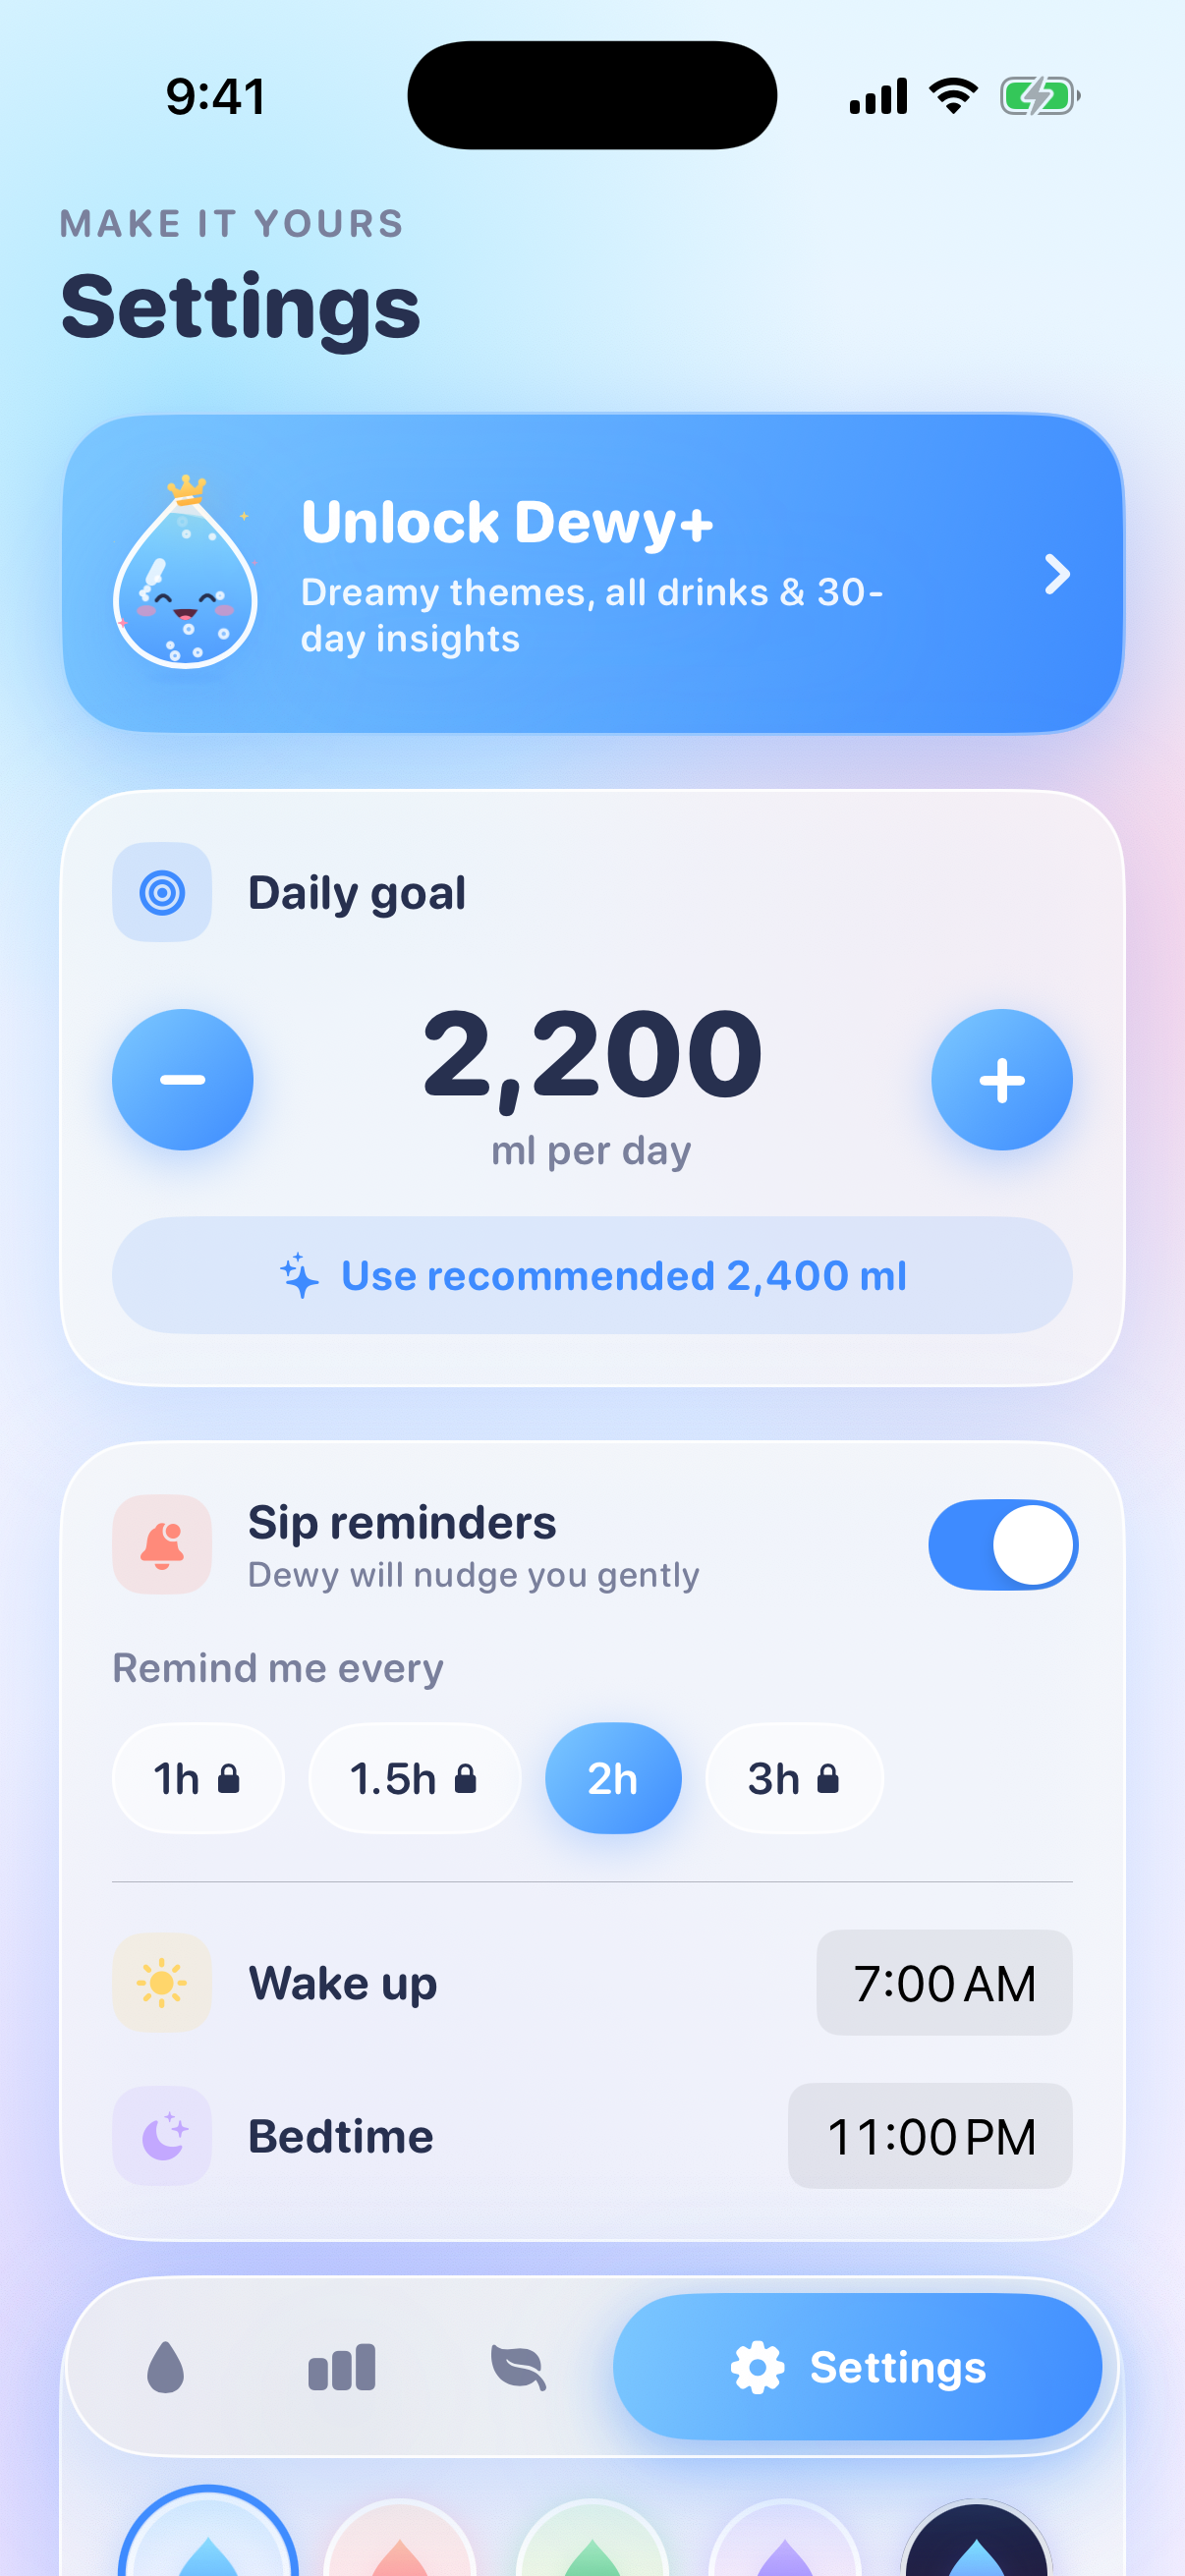 9:41
MAKE IT YOURS
Settings
Unlock Dewy+
Dreamy themes, all drinks & 30-
day insights
Daily goal
2,200
ml per day
Use recommended 2,400 ml
Sip reminders
Dewy will nudge you gently
Remind me every
1h 1.5h 2h 3h
Wake up 7:00 AM
Bedtime 11:00 PM
Settings